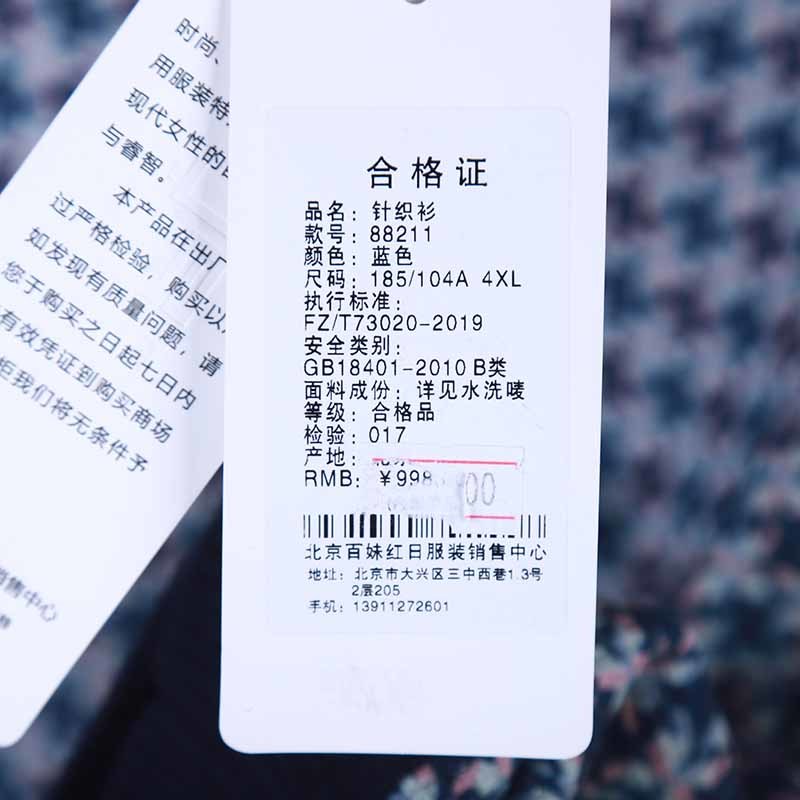 时尚、
用服装特
现代女性的
与睿智。
本产品在出厂
过严格检验，购买以
如发现有质量问题，请
您于购买之日起七日内
有效凭证到购买商场
柜我们将无条件予
售中心
合格证
品名：针织衫
款号：88211
颜色：蓝色
尺码：185/104A 4XL
执行标准：
FZ/T73020-2019
安全类别：
GB18401-2010 B类
面料成份：详见水洗唛
等级：合格品
检验：017
产地：
RMB：￥998.00
北京百妹红日服装销售中心
地址：北京市大兴区三中西巷1.3号
2层205
手机：13911272601